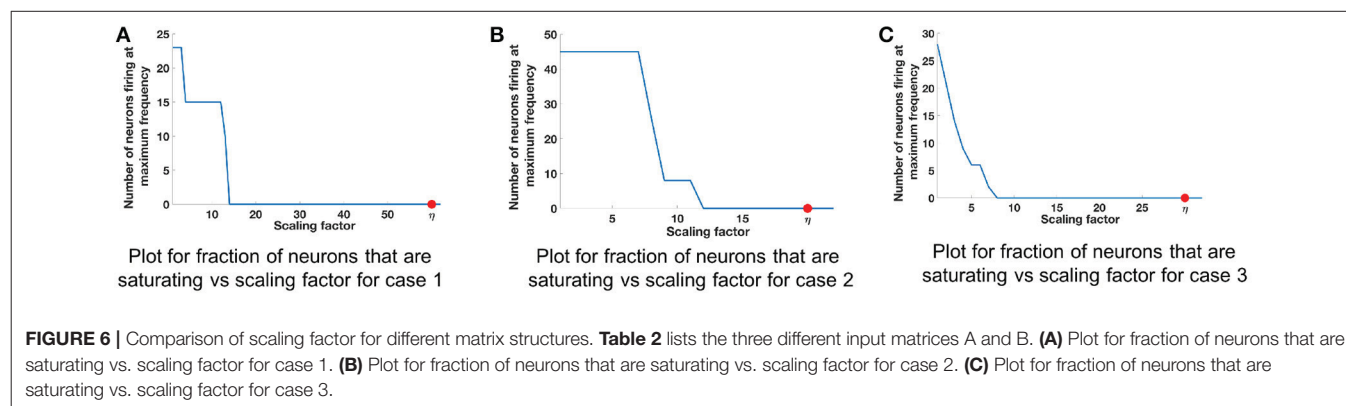 A
Number of neurons firing at
maximum frequency
25
20
15
10
5
0
10 20 30 40 50 η
Scaling factor
Plot for fraction of neurons that are
saturating vs scaling factor for case 1
B
Number of neurons firing at
maximum frequency
50
40
30
20
10
0
5 10 15 η
Scaling factor
Plot for fraction of neurons that are
saturating vs scaling factor for case 2
C
Number of neurons firing at
maximum frequency
30
25
20
15
10
5
0
5 10 15 20 25 η
Scaling factor
Plot for fraction of neurons that are
saturating vs scaling factor for case 3
FIGURE 6 | Comparison of scaling factor for different matrix structures. Table 2 lists the three different input matrices A and B. (A) Plot for fraction of neurons that are
saturating vs. scaling factor for case 1. (B) Plot for fraction of neurons that are saturating vs. scaling factor for case 2. (C) Plot for fraction of neurons that are
saturating vs. scaling factor for case 3.